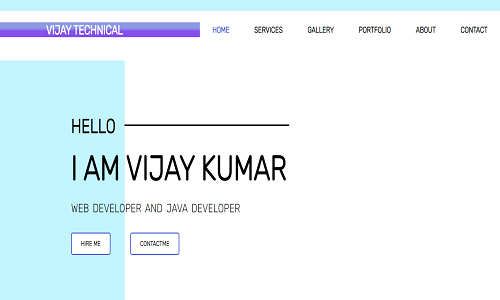 VIJAY TECHNICAL HOME SERVICES GALLERY PORTFOLIO ABOUT CONTACT
HELLO
I AM VIJAY KUMAR
WEB DEVELOPER AND JAVA DEVELOPER
HIRE ME CONTACTME